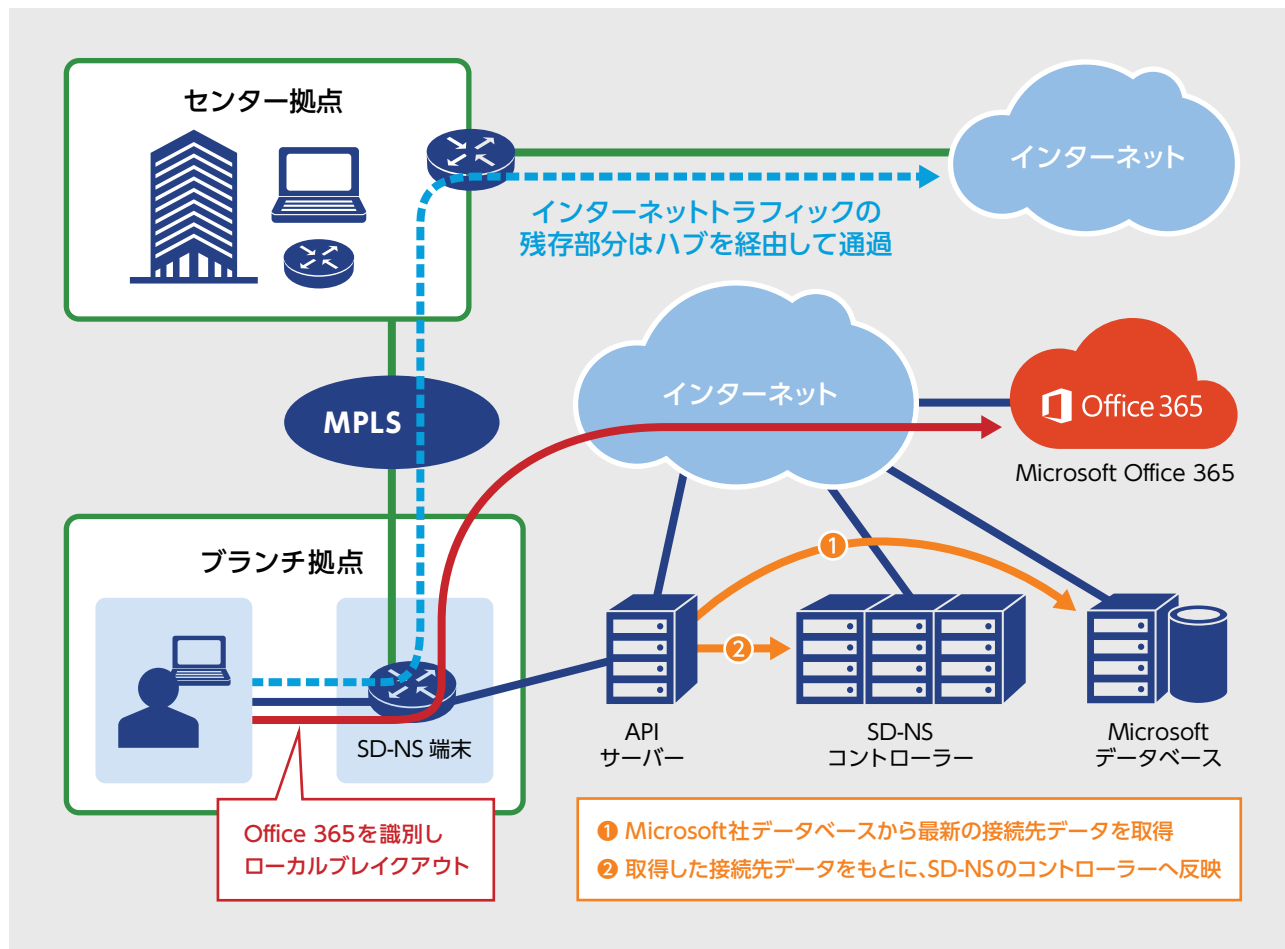 センター拠点
インターネット
インターネットトラフィックの
残存部分はハブを経由して通過
MPLS
インターネット
Office 365
Microsoft Office 365
ブランチ拠点
SD-NS 端末
1
2
API
サーバー
SD-NS
コントローラー
Microsoft
データベース
Office 365を識別し
ローカルブレイクアウト
❶ Microsoft社データベースから最新の接続先データを取得
❷ 取得した接続先データをもとに、SD-NSのコントローラーへ反映